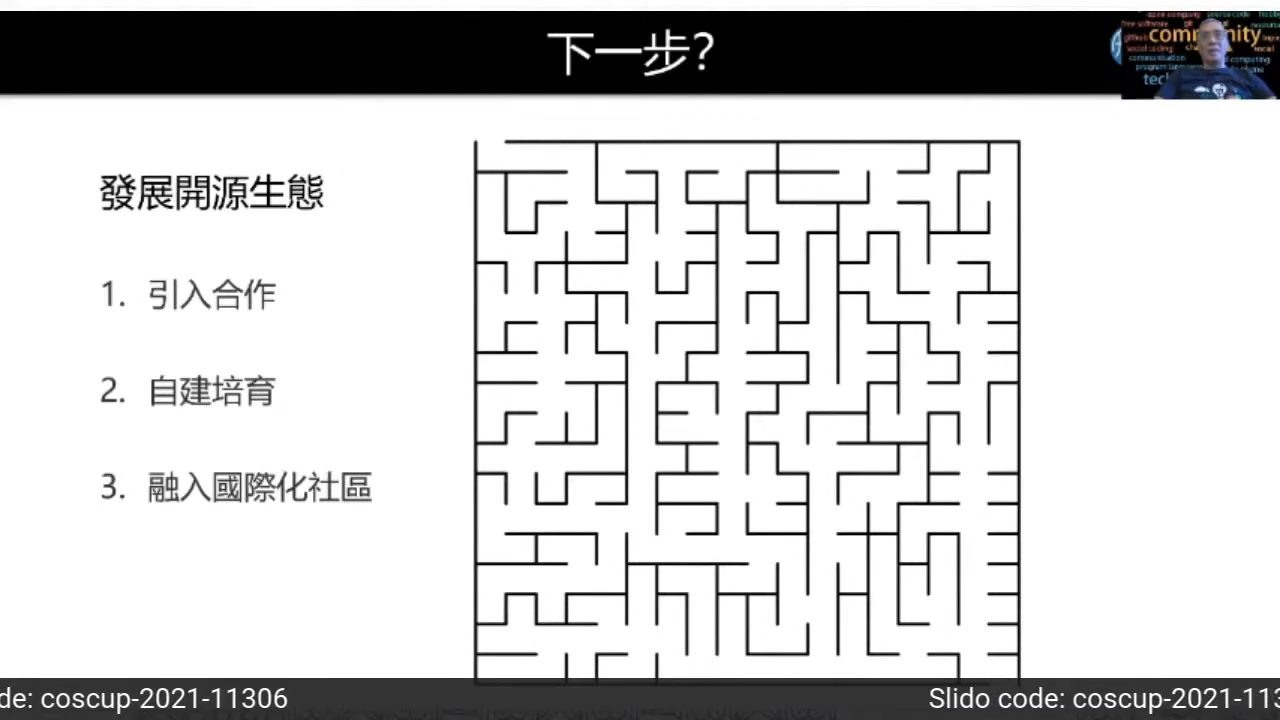 下一步?
community
發展開源生態
1. 引入合作
2. 自建培育
3. 融入國際化社區
de: coscup-2021-11306
Slido code: coscup-2021-113